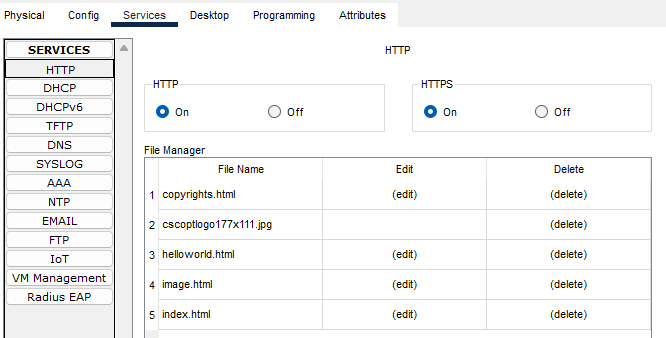 Physical Config Services Desktop Programming Attributes
SERVICES
HTTP
DHCP
DHCPv6
TFTP
DNS
SYSLOG
AAA
NTP
EMAIL
FTP
IoT
VM Management
Radius EAP
HTTP
HTTP
On Off
HTTPS
On Off
File Manager
File Name Edit Delete
1 copyrights.html (edit) (delete)
2 cscoptlogo177x111.jpg (delete)
3 helloworld.html (edit) (delete)
4 image.html (edit) (delete)
5 index.html (edit) (delete)